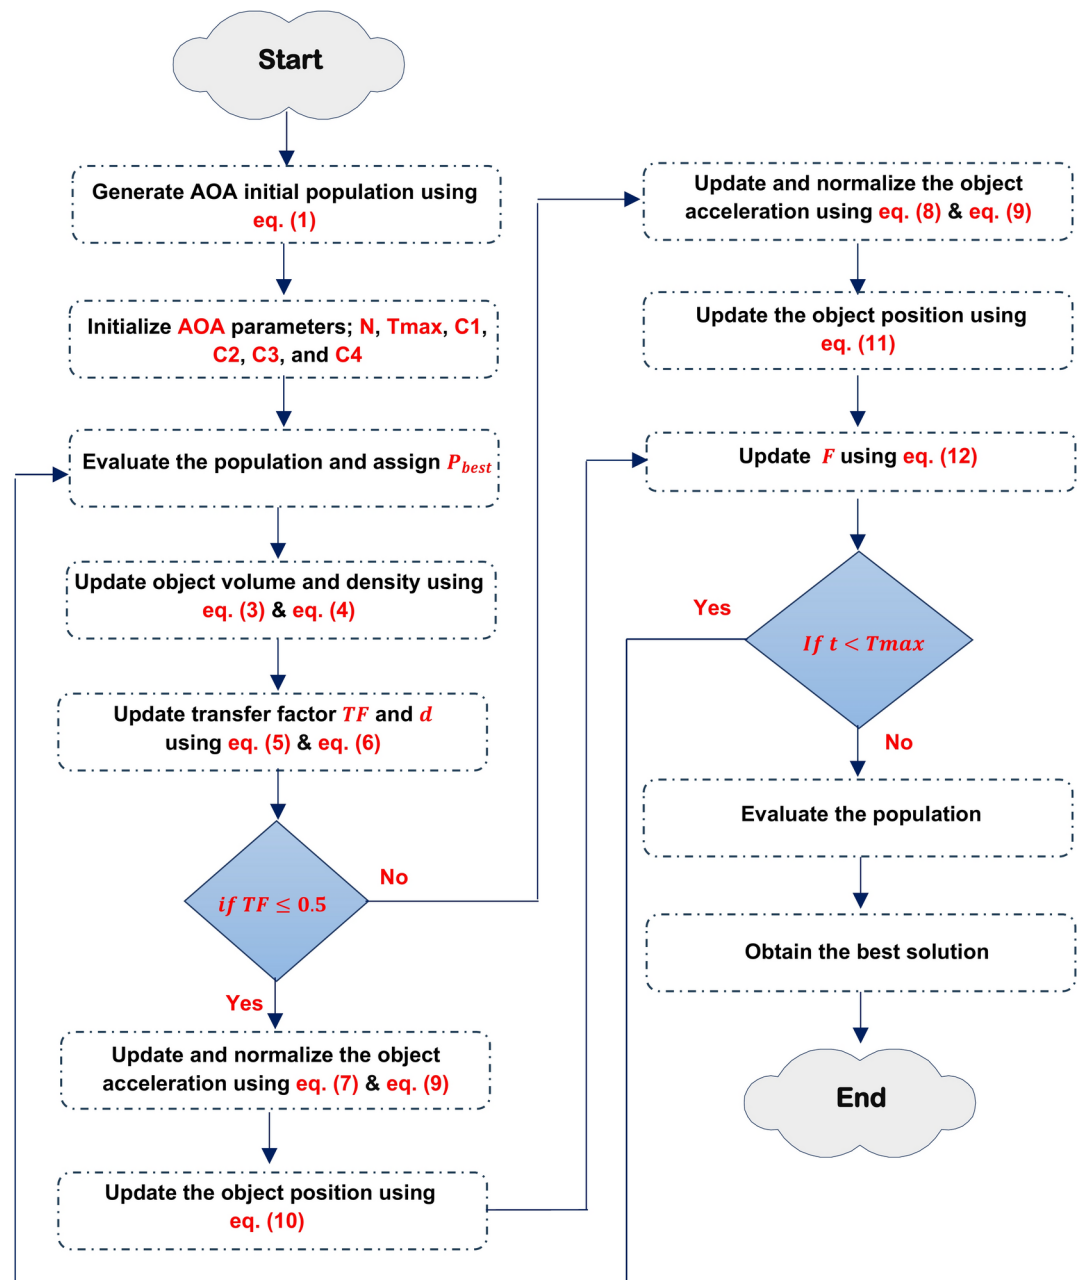 Start
Generate AOA initial population using
eq. (1)
Initialize AOA parameters; N, Tmax, C1,
C2, C3, and C4
Evaluate the population and assign P_best
Update object volume and density using
eq. (3) & eq. (4)
Update transfer factor TF and d
using eq. (5) & eq. (6)
if TF ≤ 0.5
No
Yes
Update and normalize the object
acceleration using eq. (7) & eq. (9)
Update the object position using
eq. (10)
Update and normalize the object
acceleration using eq. (8) & eq. (9)
Update the object position using
eq. (11)
Update F using eq. (12)
If t < Tmax
Yes
No
Evaluate the population
Obtain the best solution
End